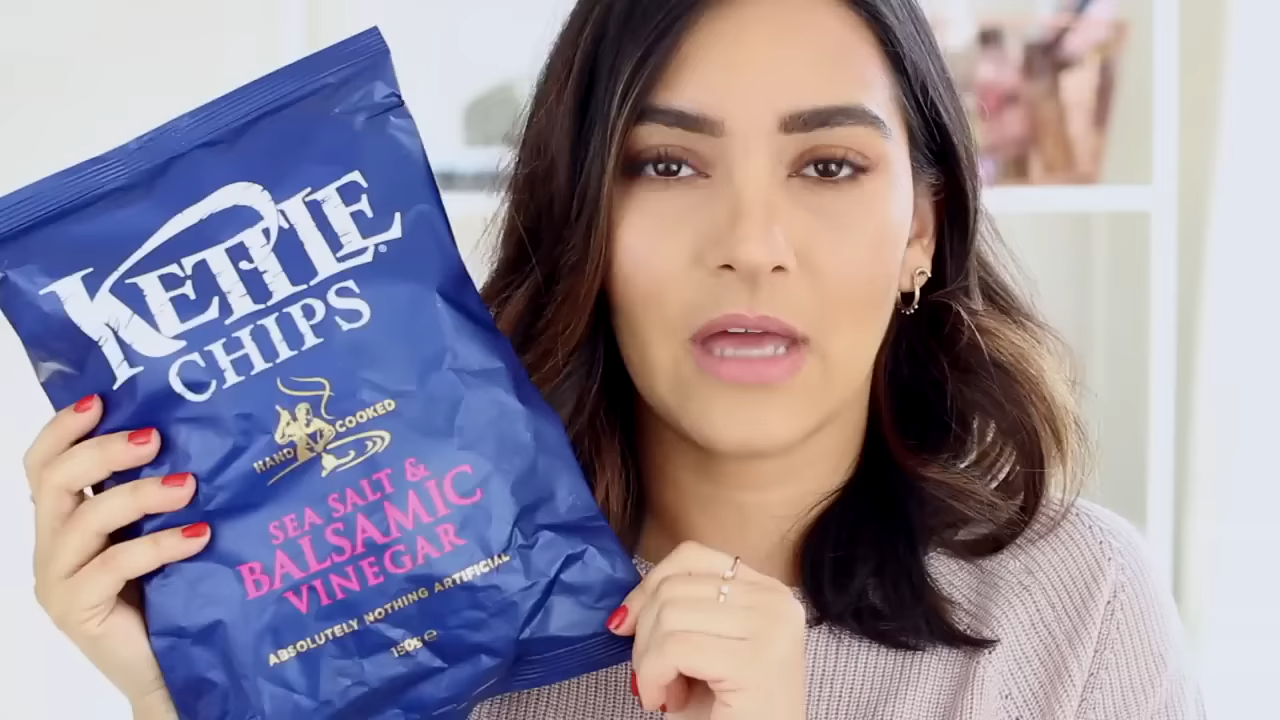 KETTLE®
CHIPS
HAND COOKED
SEA SALT &
BALSAMIC
VINEGAR
ABSOLUTELY NOTHING ARTIFICIAL
150g ℮